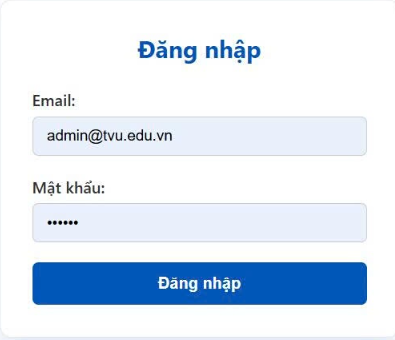 Đăng nhập
Email:
admin@tvu.edu.vn
Mật khẩu:
••••••
Đăng nhập